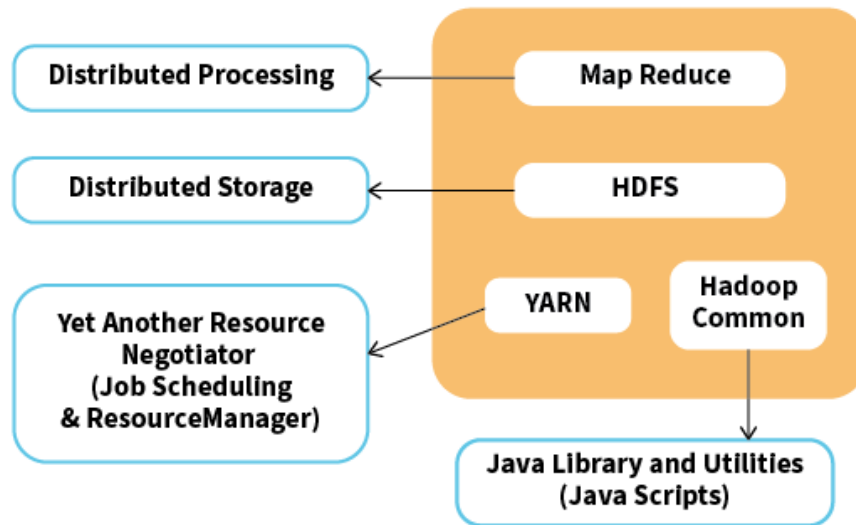 Distributed Processing
Map Reduce
Distributed Storage
HDFS
Yet Another Resource
Negotiator
(Job Scheduling
& ResourceManager)
YARN
Hadoop
Common
Java Library and Utilities
(Java Scripts)